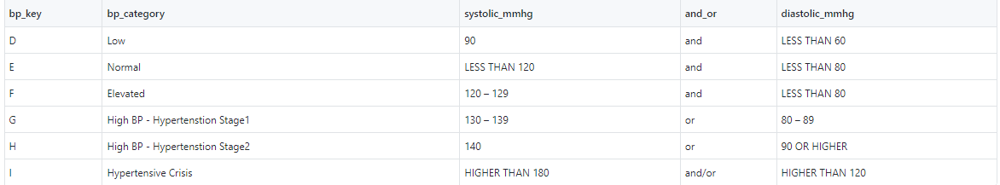 bp_key bp_category systolic_mmhg and_or diastolic_mmhg
D Low 90 and LESS THAN 60
E Normal LESS THAN 120 and LESS THAN 80
F Elevated 120 – 129 and LESS THAN 80
G High BP - Hypertenstion Stage1 130 – 139 or 80 – 89
H High BP - Hypertenstion Stage2 140 or 90 OR HIGHER
I Hypertensive Crisis HIGHER THAN 180 and/or HIGHER THAN 120